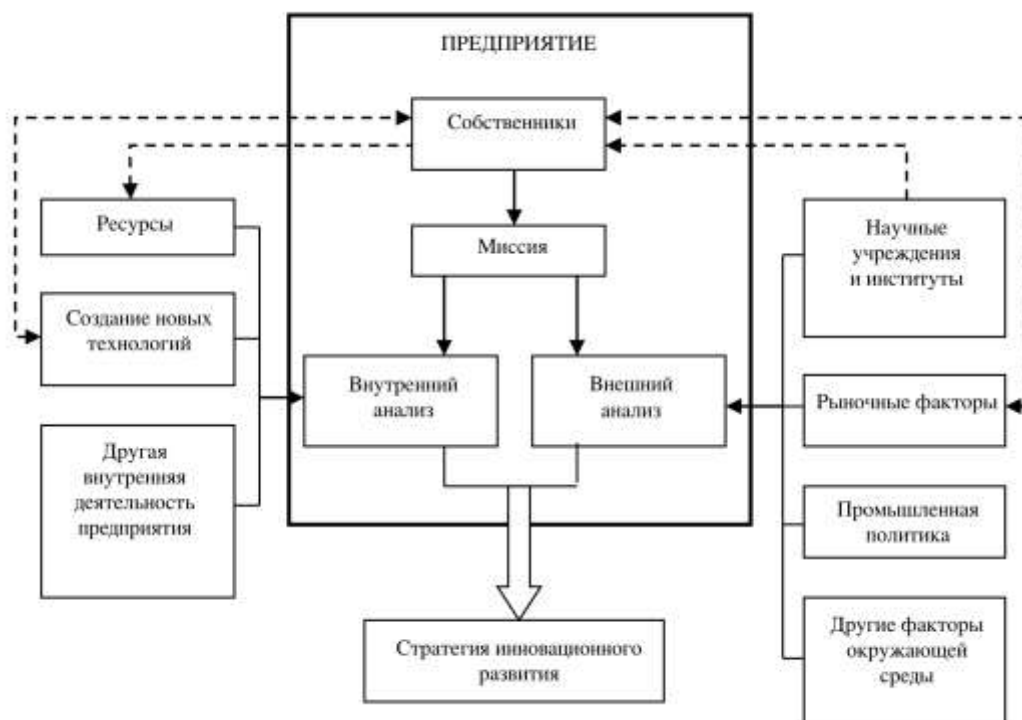 ПРЕДПРИЯТИЕ
Собственники
Ресурсы
Миссия
Научные
учреждения
и институты
Создание новых
технологий
Внутренний
анализ
Внешний
анализ
Рыночные факторы
Другая
внутренняя
деятельность
предприятия
Промышленная
политика
Другие факторы
окружающей
среды
Стратегия инновационного
развития